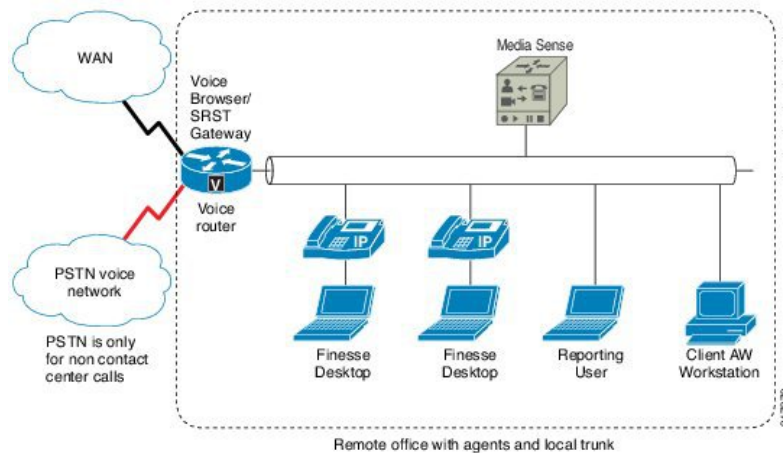 WAN
Voice
Browser/
SRST
Gateway
V
Voice
router
PSTN voice
network
PSTN is only
for non contact
center calls
Media Sense
IP
IP
Finesse
Desktop
Finesse
Desktop
Reporting
User
Client AW
Workstation
Remote office with agents and local trunk